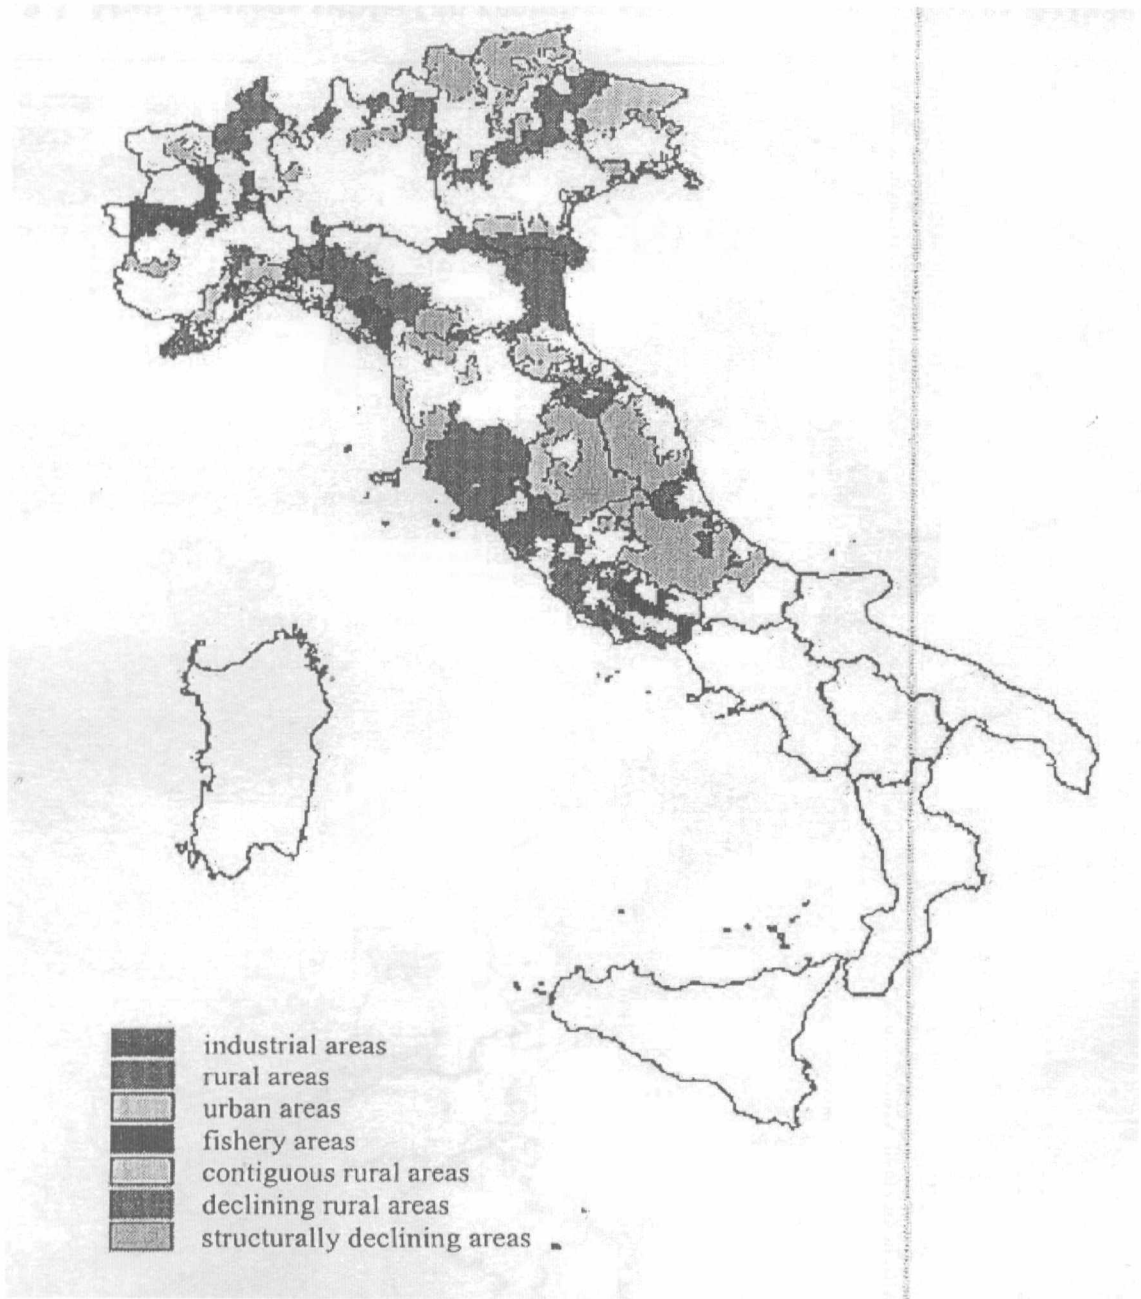 industrial areas
rural areas
urban areas
fishery areas
contiguous rural areas
declining rural areas
structurally declining areas